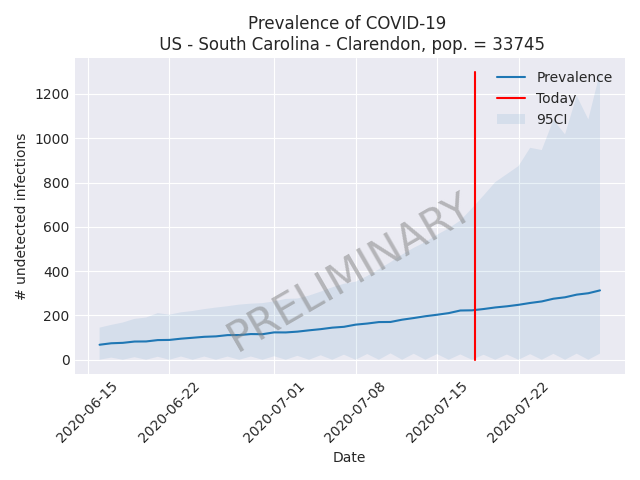 Prevalence of COVID-19
US - South Carolina - Clarendon, pop. = 33745
Prevalence
Today
95CI
PRELIMINARY
# undetected infections
1200
1000
800
600
400
200
0
2020-06-15
2020-06-22
2020-07-01
2020-07-08
2020-07-15
2020-07-22
Date